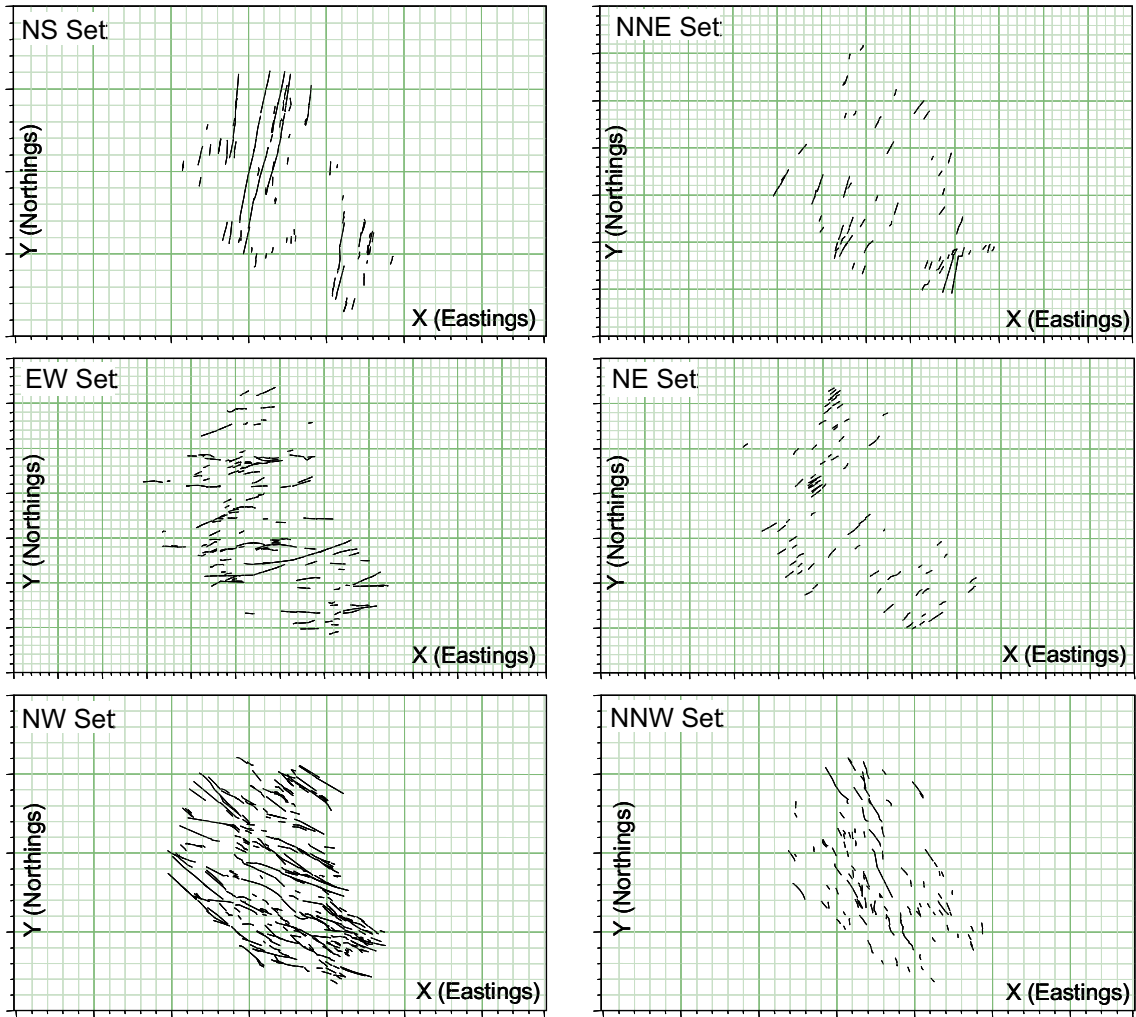 NS Set
Y (Northings)
X (Eastings)
NNE Set
Y (Northings)
X (Eastings)
EW Set
Y (Northings)
X (Eastings)
NE Set
Y (Northings)
X (Eastings)
NW Set
Y (Northings)
X (Eastings)
NNW Set
Y (Northings)
X (Eastings)